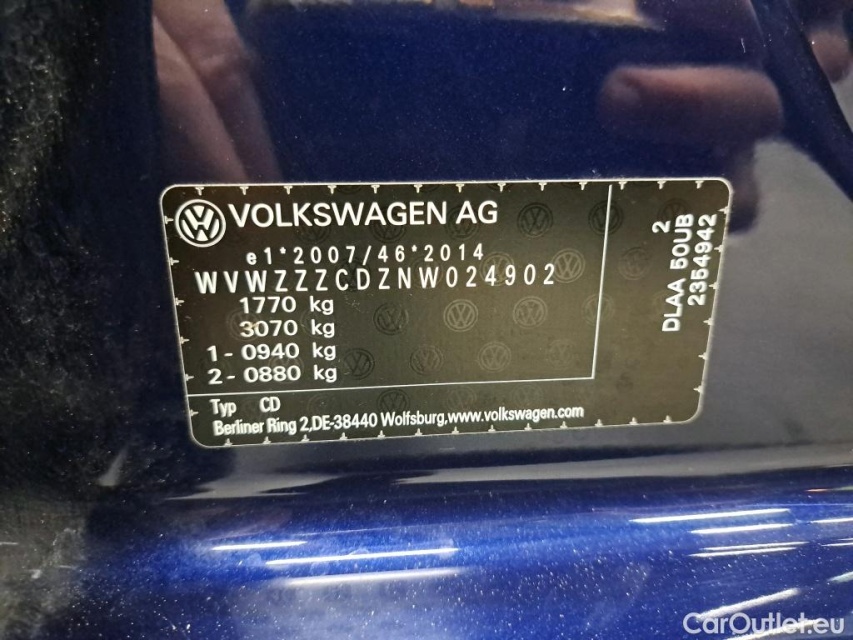 VOLKSWAGEN AG
e1*2007/46*2014
WVWZZZCDZNW024902
1770 kg
3070 kg
1 - 0940 kg
2 - 0880 kg
Typ CD
Berliner Ring 2,DE-38440 Wolfsburg,www.volkswagen.com
2
DLAA 50UB
2354942
CarOutlet.eu